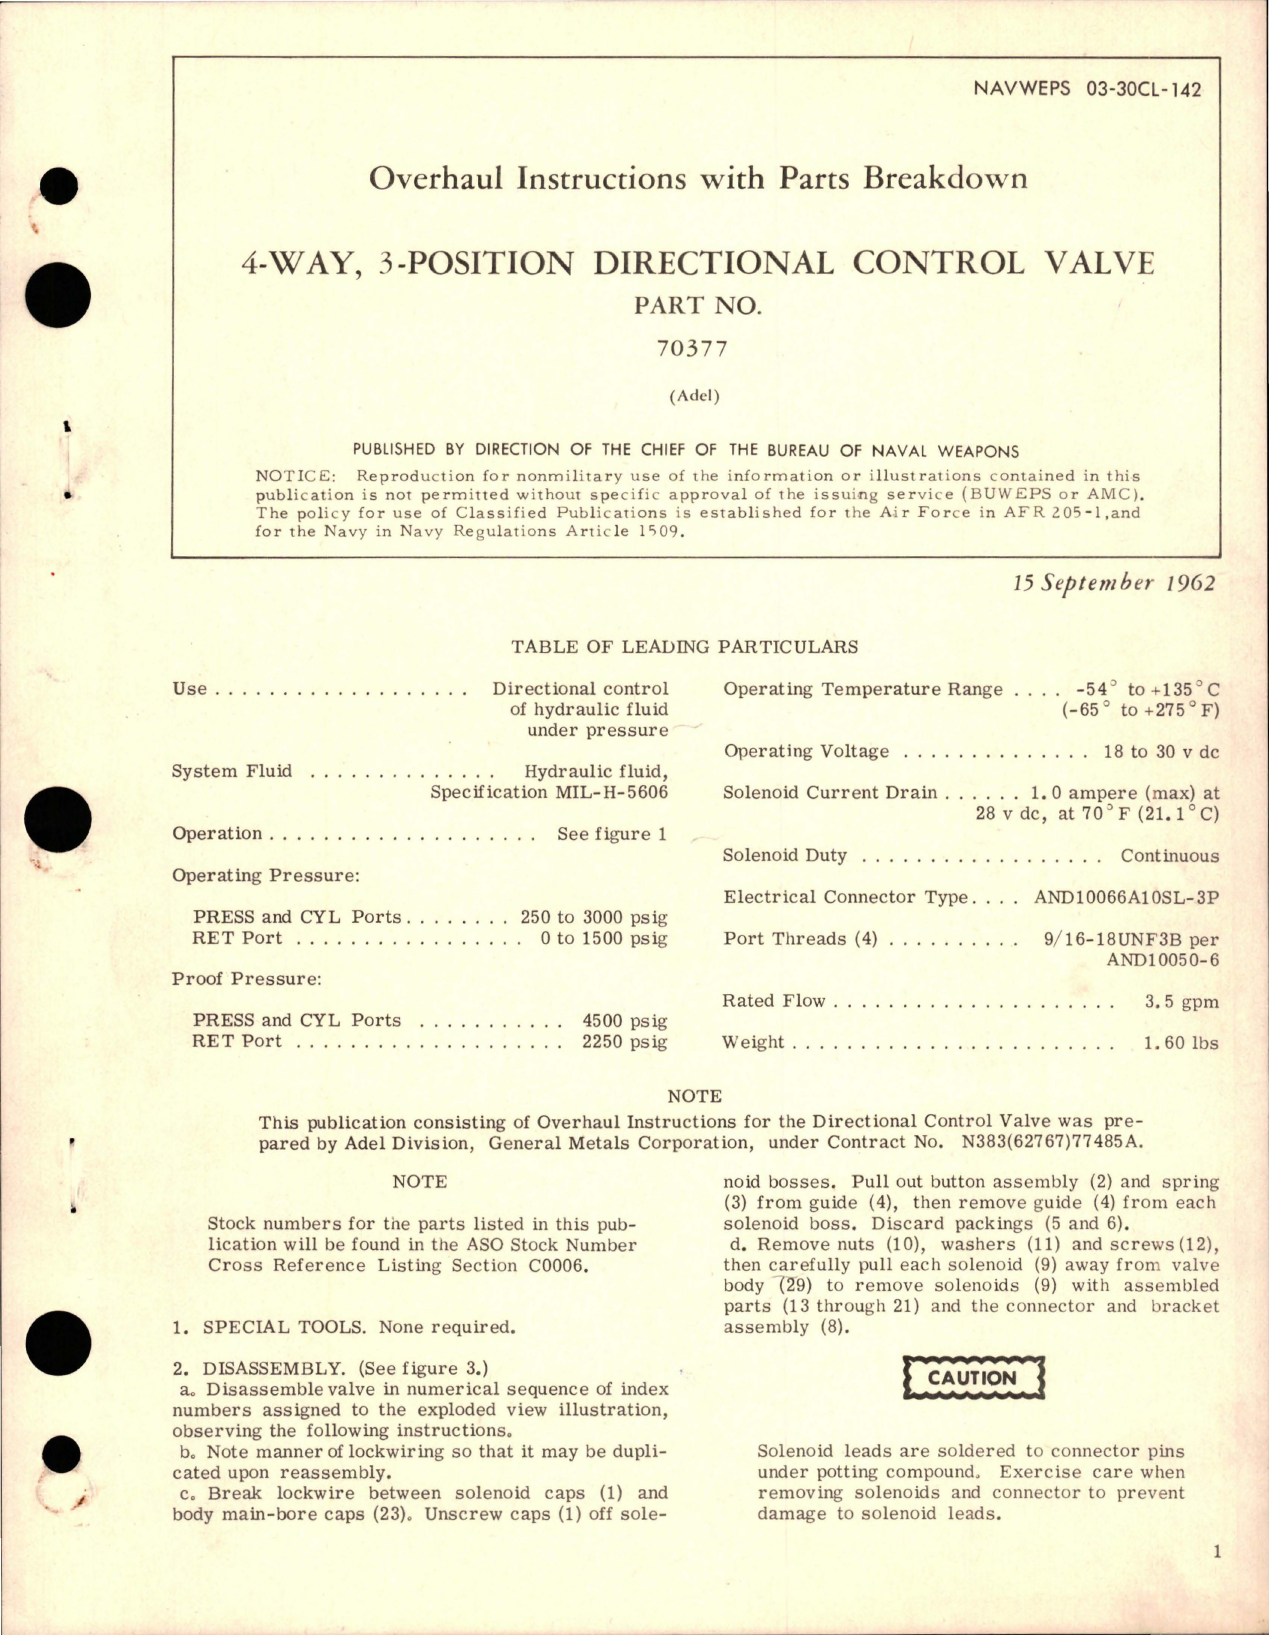 NAVWEPS 03-30CL-142
Overhaul Instructions with Parts Breakdown
4-WAY, 3-POSITION DIRECTIONAL CONTROL VALVE
PART NO.
70377
(Adel)
PUBLISHED BY DIRECTION OF THE CHIEF OF THE BUREAU OF NAVAL WEAPONS
NOTICE: Reproduction for nonmilitary use of the information or illustrations contained in this
publication is not permitted without specific approval of the issuing service (BUWEPS or AMC).
The policy for use of Classified Publications is established for the Air Force in AFR 205-1,and
for the Navy in Navy Regulations Article 1509.
15 September 1962
TABLE OF LEADING PARTICULARS
Use . . . . . . . . . . . . . . . . . . . Directional control
of hydraulic fluid
under pressure
System Fluid . . . . . . . . . . . . . . Hydraulic fluid,
Specification MIL-H-5606
Operation . . . . . . . . . . . . . . . . . . . . See figure 1
Operating Pressure:
PRESS and CYL Ports . . . . . . . . 250 to 3000 psig
RET Port . . . . . . . . . . . . . . . . . 0 to 1500 psig
Proof Pressure:
PRESS and CYL Ports . . . . . . . . . . . 4500 psig
RET Port . . . . . . . . . . . . . . . . . . . . 2250 psig
Operating Temperature Range . . . . -54° to +135°C
(-65° to +275°F)
Operating Voltage . . . . . . . . . . . . . . 18 to 30 v dc
Solenoid Current Drain . . . . . . 1.0 ampere (max) at
28 v dc, at 70°F (21.1°C)
Solenoid Duty . . . . . . . . . . . . . . . . . . Continuous
Electrical Connector Type. . . . AND10066A10SL-3P
Port Threads (4) . . . . . . . . . . 9/16-18UNF3B per
AND10050-6
Rated Flow . . . . . . . . . . . . . . . . . . . . . 3.5 gpm
Weight . . . . . . . . . . . . . . . . . . . . . . . . 1.60 lbs
NOTE
This publication consisting of Overhaul Instructions for the Directional Control Valve was pre-
pared by Adel Division, General Metals Corporation, under Contract No. N383(62767)77485A.
NOTE
Stock numbers for the parts listed in this pub-
lication will be found in the ASO Stock Number
Cross Reference Listing Section C0006.
1. SPECIAL TOOLS. None required.
2. DISASSEMBLY. (See figure 3.)
a. Disassemble valve in numerical sequence of index
numbers assigned to the exploded view illustration,
observing the following instructions.
b. Note manner of lockwiring so that it may be dupli-
cated upon reassembly.
c. Break lockwire between solenoid caps (1) and
body main-bore caps (23). Unscrew caps (1) off sole-
noid bosses. Pull out button assembly (2) and spring
(3) from guide (4), then remove guide (4) from each
solenoid boss. Discard packings (5 and 6).
d. Remove nuts (10), washers (11) and screws (12),
then carefully pull each solenoid (9) away from valve
body (29) to remove solenoids (9) with assembled
parts (13 through 21) and the connector and bracket
assembly (8).
CAUTION
Solenoid leads are soldered to connector pins
under potting compound. Exercise care when
removing solenoids and connector to prevent
damage to solenoid leads.
1